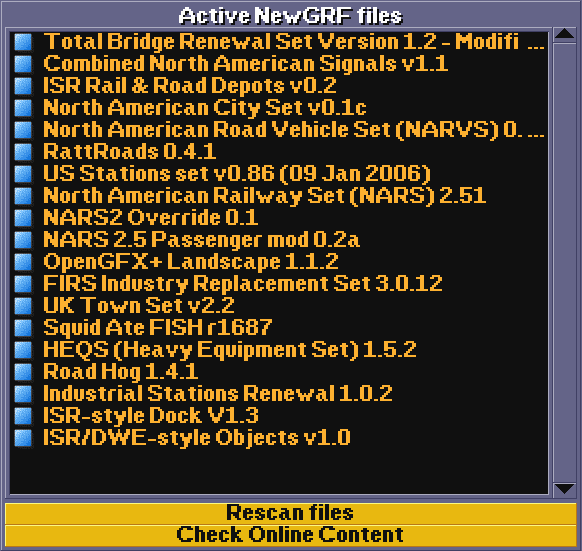 Active NewGRF files
Total Bridge Renewal Set Version 1.2 - Modifi ...
Combined North American Signals v1.1
ISR Rail & Road Depots v0.2
North American City Set v0.1c
North American Road Vehicle Set (NARVS) 0. ...
RattRoads 0.4.1
US Stations set v0.86 (09 Jan 2006)
North American Railway Set (NARS) 2.51
NARS2 Override 0.1
NARS 2.5 Passenger mod 0.2a
OpenGFX+ Landscape 1.1.2
FIRS Industry Replacement Set 3.0.12
UK Town Set v2.2
Squid Ate FISH r1687
HEQS (Heavy Equipment Set) 1.5.2
Road Hog 1.4.1
Industrial Stations Renewal 1.0.2
ISR-style Dock V1.3
ISR/DWE-style Objects v1.0
Rescan files
Check Online Content